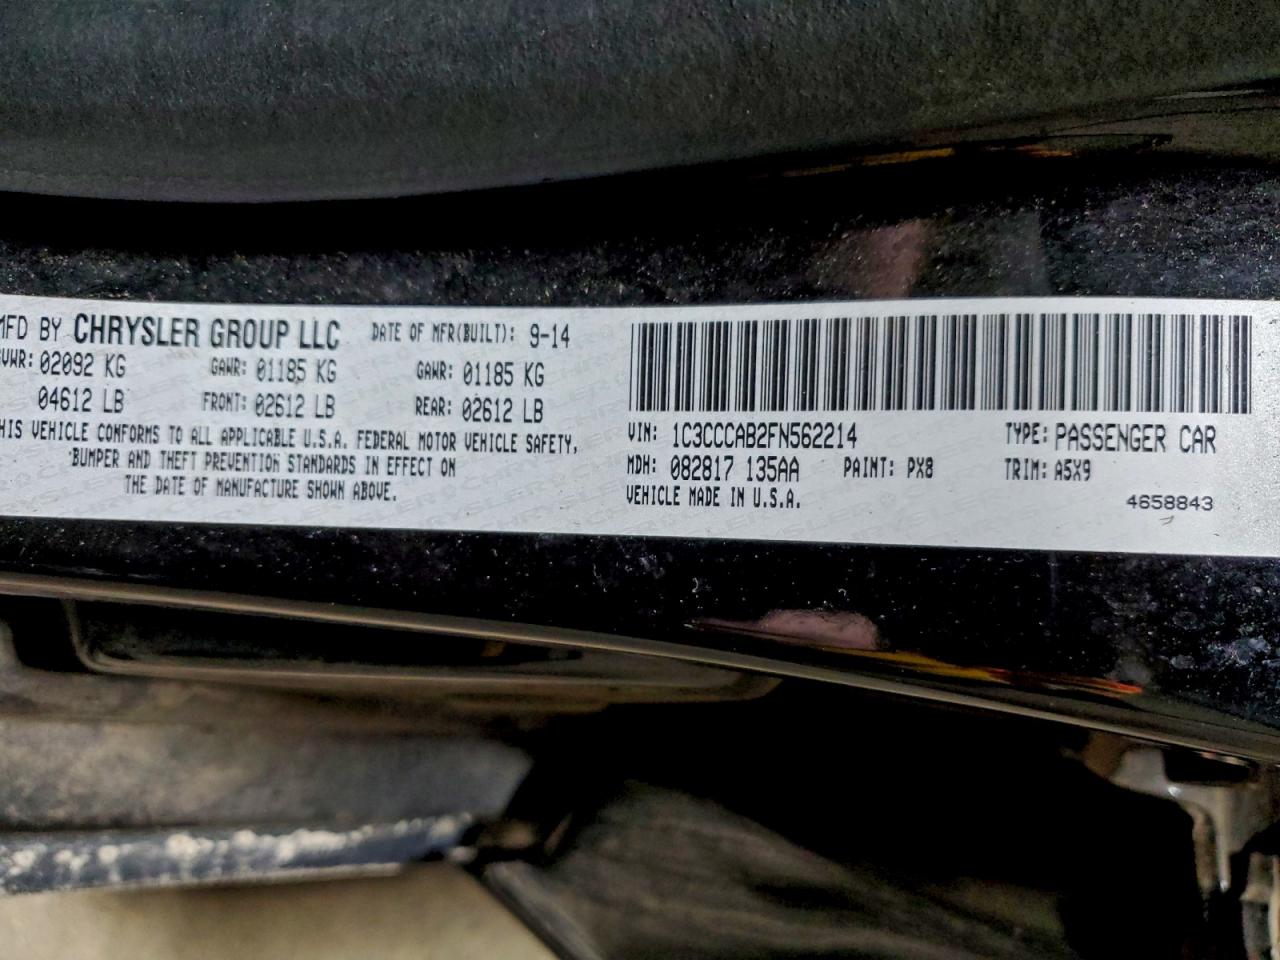 MFD BY CHRYSLER GROUP LLC DATE OF MFR(BUILT): 9-14
GVWR: 02092 KG GAWR: 01185 KG GAWR: 01185 KG
04612 LB FRONT: 02612 LB REAR: 02612 LB
THIS VEHICLE CONFORMS TO ALL APPLICABLE U.S.A. FEDERAL MOTOR VEHICLE SAFETY,
BUMPER AND THEFT PREVENTION STANDARDS IN EFFECT ON
THE DATE OF MANUFACTURE SHOWN ABOVE.
VIN: 1C3CCCAB2FN562214 TYPE: PASSENGER CAR
MDH: 082817 135AA PAINT: PX8 TRIM: A5X9
VEHICLE MADE IN U.S.A.
4658843